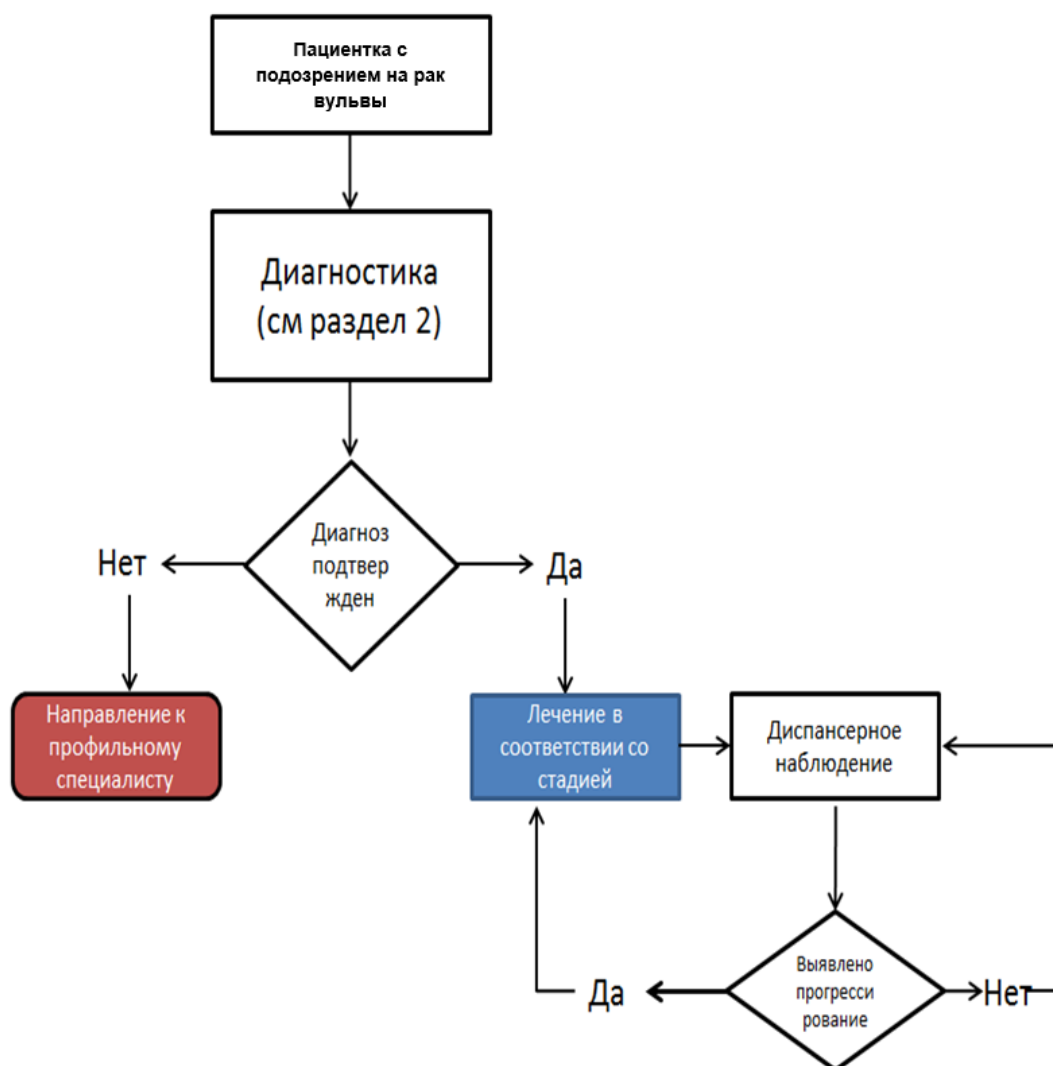 Пациентка с
подозрением на рак
вульвы
Диагностика
(см раздел 2)
Диагноз
подтвер
жден
Нет
Да
Направление к
профильному
специалисту
Лечение в
соответствии со
стадией
Диспансерное
наблюдение
Выявлено
прогресси
рование
Да
Нет